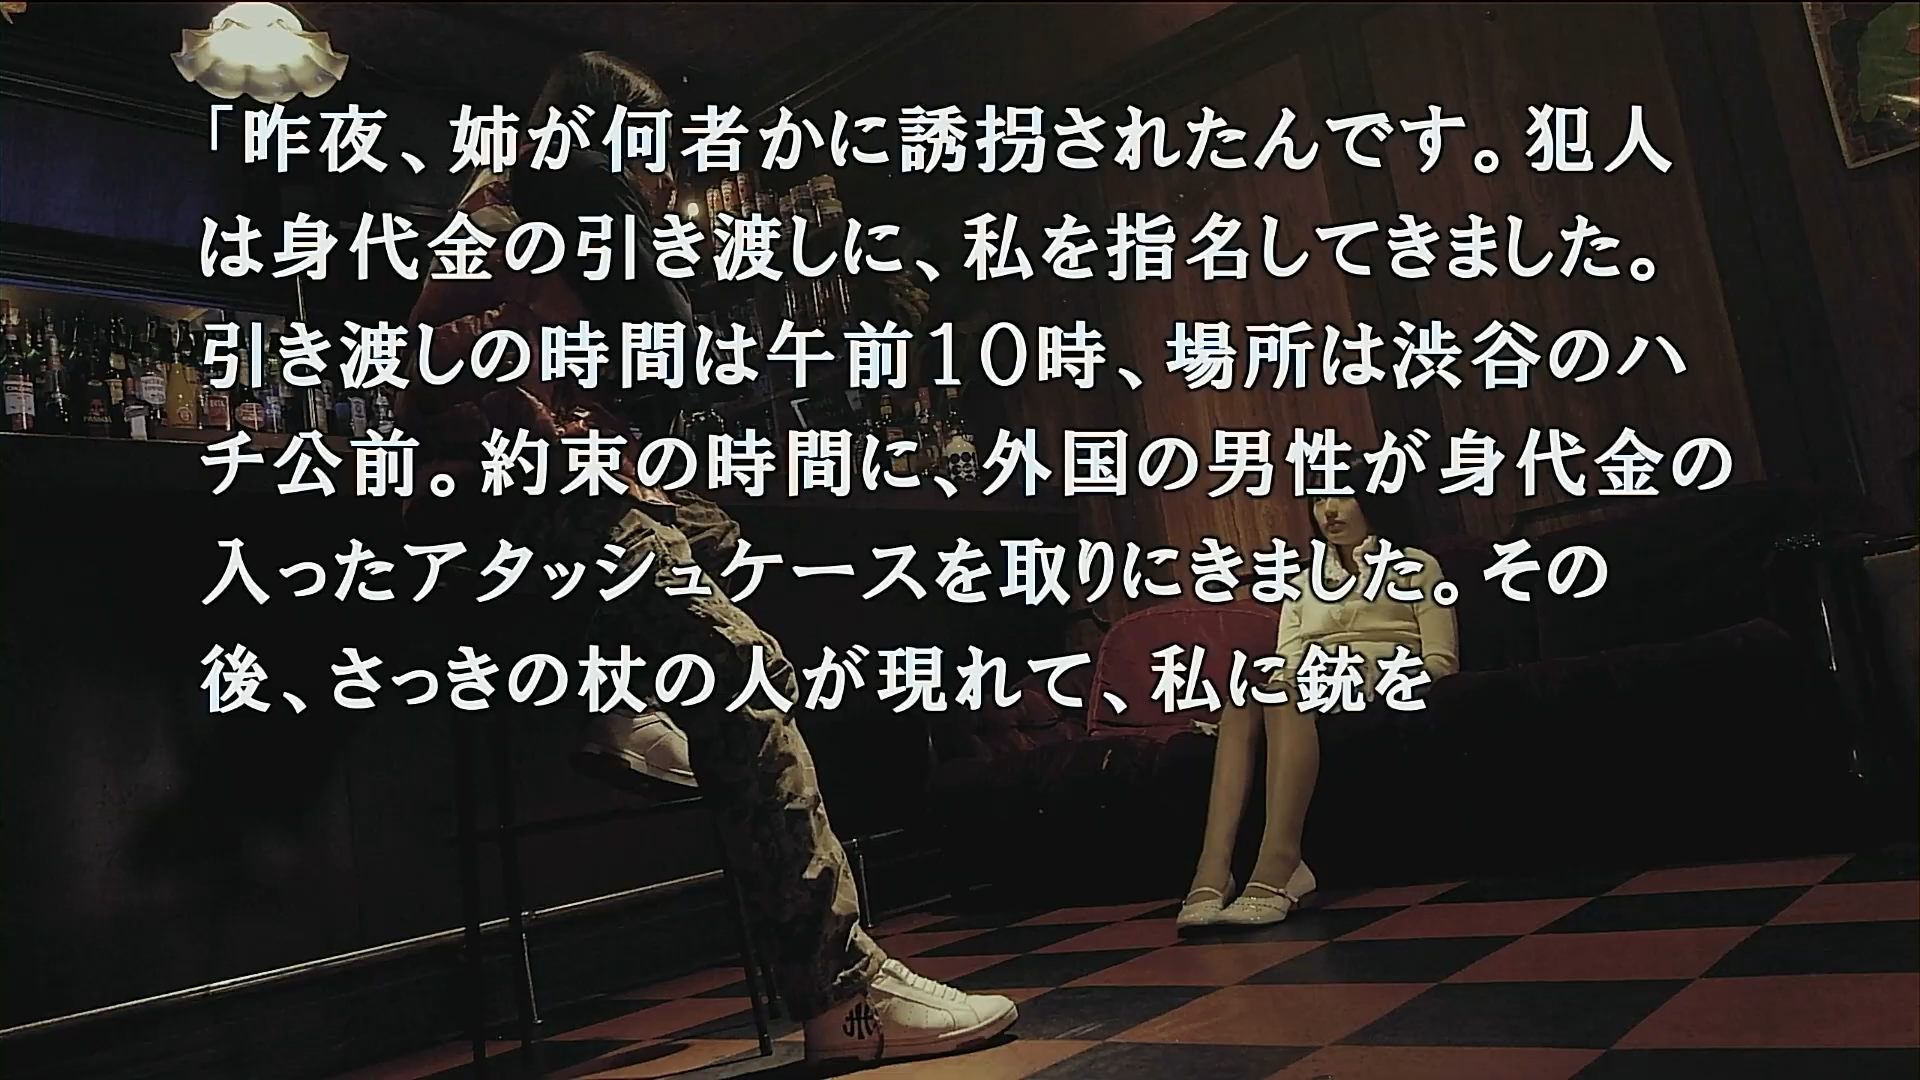 「昨夜、姉が何者かに誘拐されたんです。犯人
は身代金の引き渡しに、私を指名してきました。
引き渡しの時間は午前１０時、場所は渋谷のハ
チ公前。約束の時間に、外国の男性が身代金の
入ったアタッシュケースを取りにきました。その
後、さっきの杖の人が現れて、私に銃を